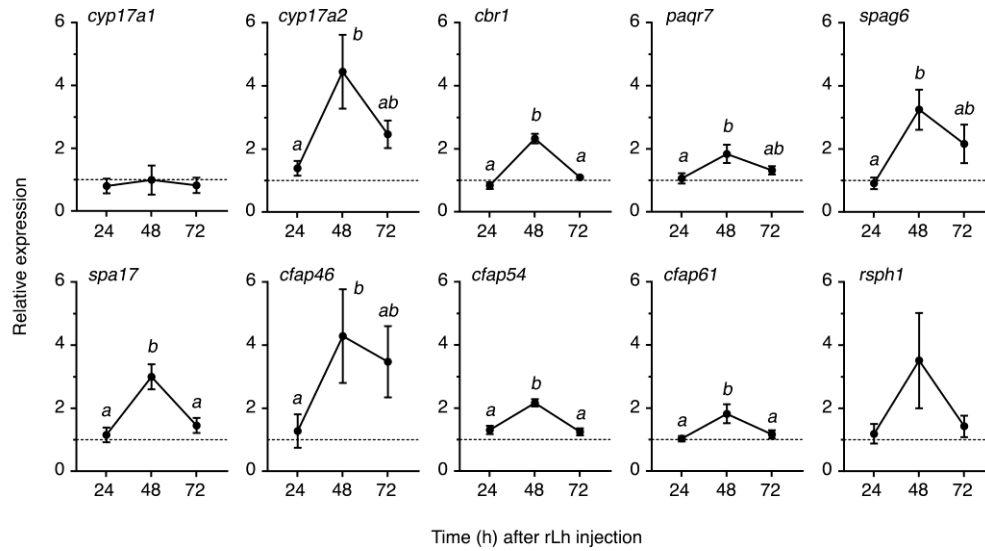 cyp17a1 cyp17a2 cbr1 paqr7 spag6
6 6 6 6 6
b
4 4 4 4 4
b
ab b ab
2 a 2 2 b 2
a a a ab a
0 0 0 0 0
24 48 72 24 48 72 24 48 72 24 48 72 24 48 72
Relative expression
spa17 cfap46 cfap54 cfap61 rsph1
6 6 b 6 6 6
ab
4 4 4 4 4
b
b b
2 a a 2 a 2 a a 2 a a 2
0 0 0 0 0
24 48 72 24 48 72 24 48 72 24 48 72 24 48 72
Time (h) after rLh injection